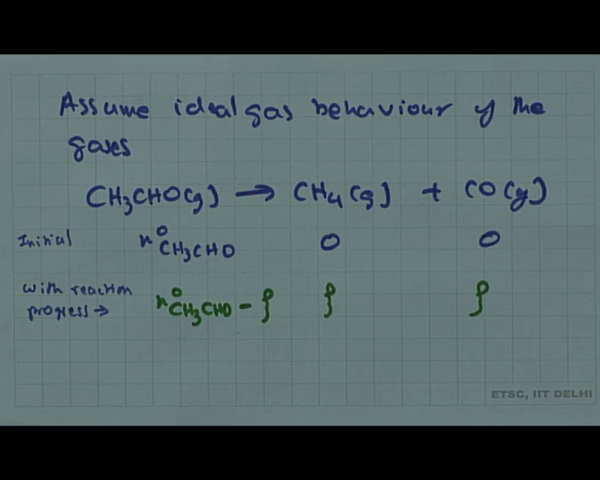 Assume ideal gas behaviour of the
gases
CH₃CHO(g) → CH₄(g) + CO(g)
Initial n°CH₃CHO 0 0
With reaction
progress → n°CH₃CHO - ξ ξ ξ
ETSC, IIT DELHI